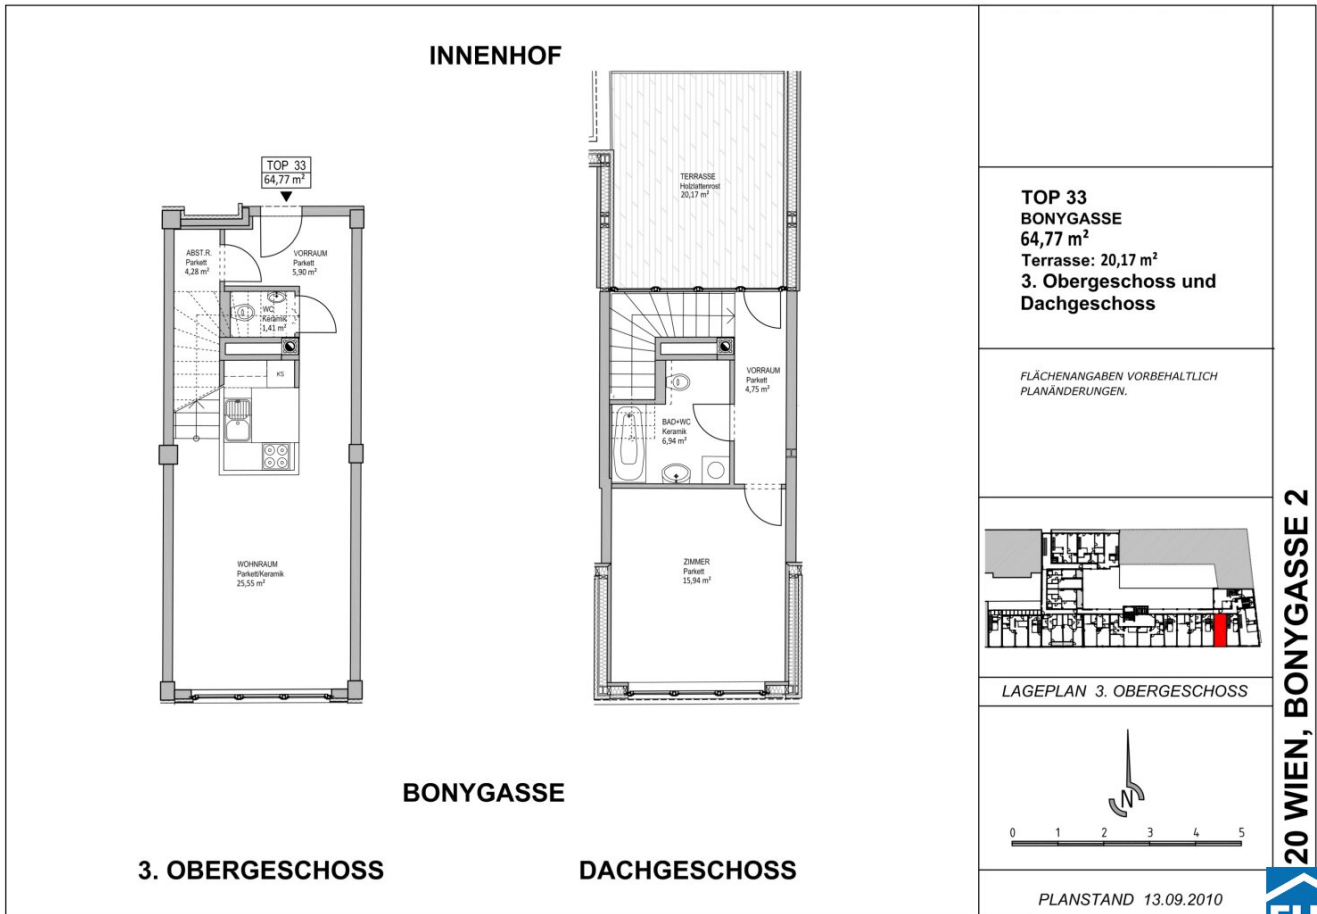 INNENHOF
TOP 33
64,77 m²
ABST.R.
Parkett
4,28 m²
VORRAUM
Parkett
5,90 m²
WC
Keramik
1,41 m²
KS
WOHNRAUM
Parkett/Keramik
25,55 m²
TERRASSE
Holzlattenrost
20,17 m²
VORRAUM
Parkett
4,75 m²
BAD+WC
Keramik
6,94 m²
ZIMMER
Parkett
15,94 m²
BONYGASSE
3. OBERGESCHOSS
DACHGESCHOSS
TOP 33
BONYGASSE
64,77 m²
Terrasse: 20,17 m²
3. Obergeschoss und
Dachgeschoss
FLÄCHENANGABEN VORBEHALTLICH
PLANÄNDERUNGEN.
LAGEPLAN 3. OBERGESCHOSS
N
0 1 2 3 4 5
PLANSTAND 13.09.2010
20 WIEN, BONYGASSE 2